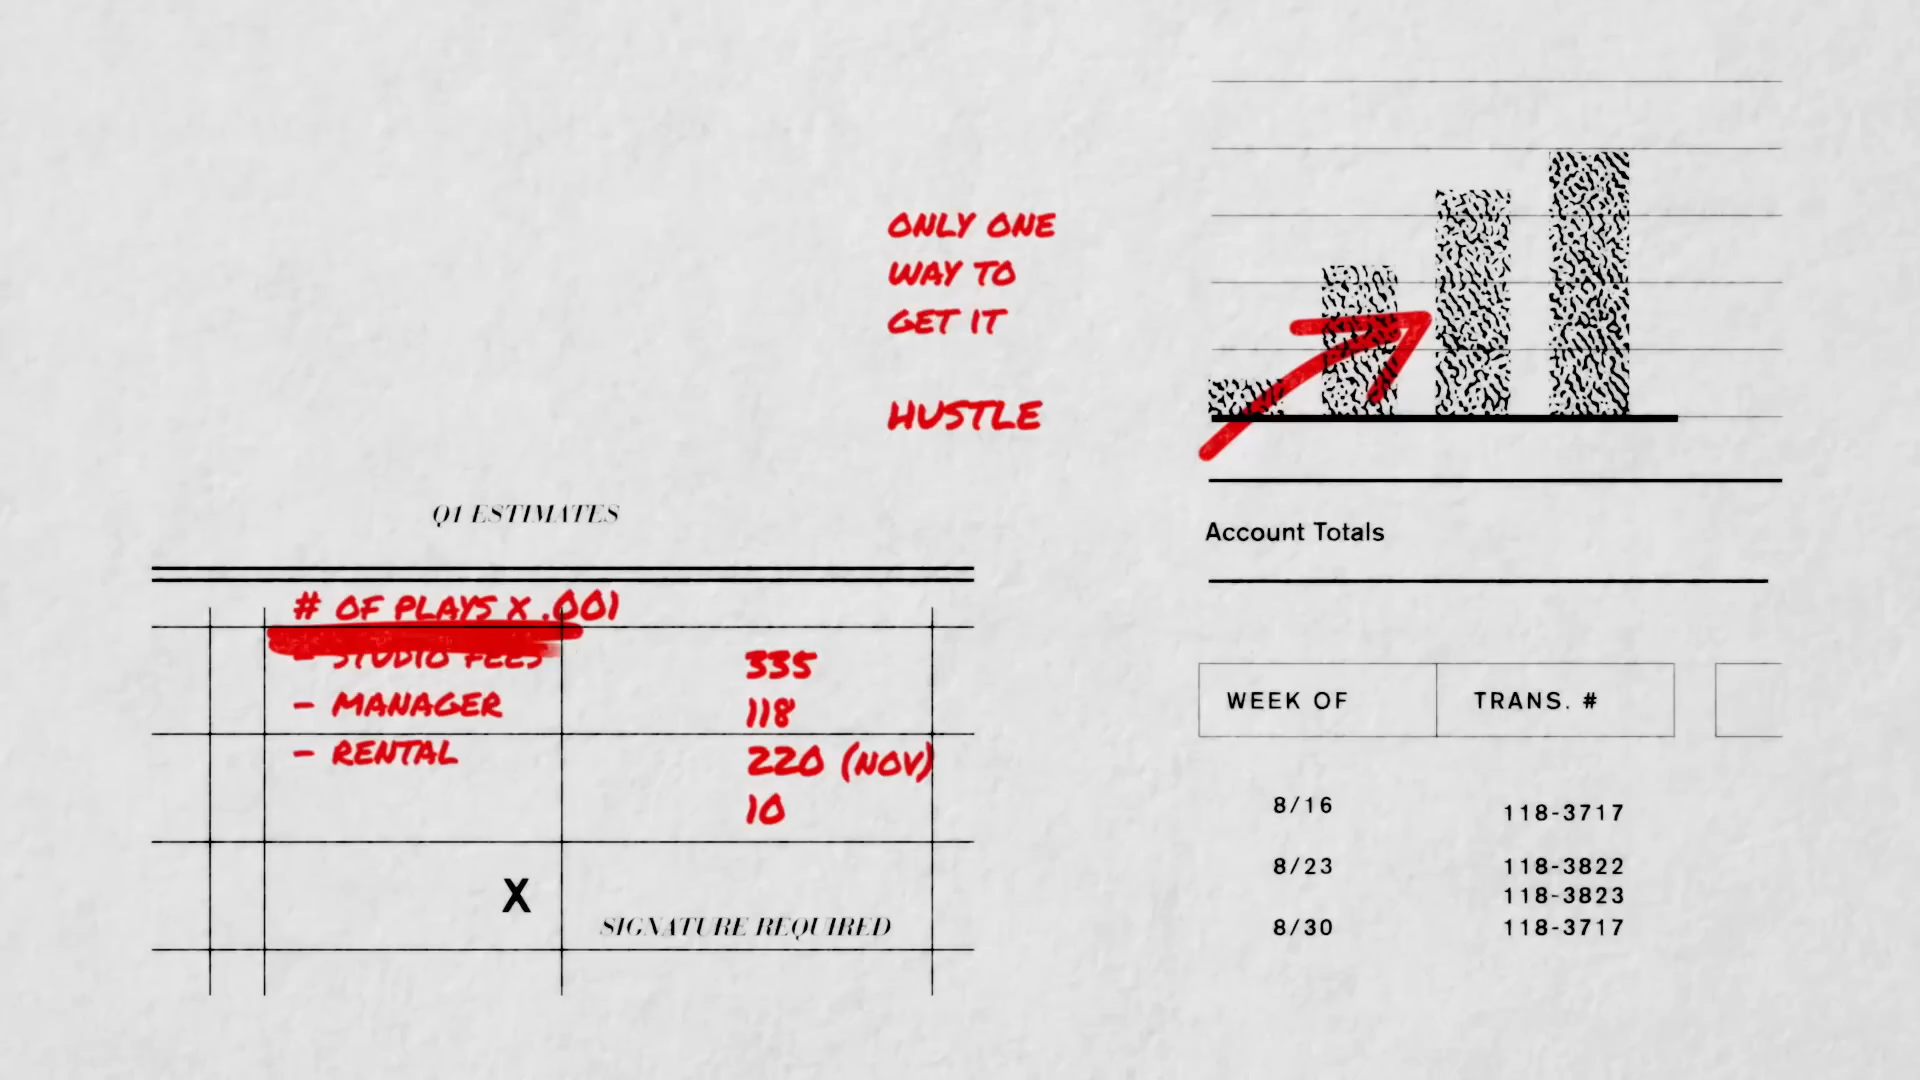 ONLY ONE
WAY TO
GET IT
HUSTLE
Q1 ESTIMATES
# OF PLAYS X .001
- STUDIO FEES
- MANAGER
- RENTAL
335
118
220 (NOV)
10
X
SIGNATURE REQUIRED
Account Totals
WEEK OF TRANS. #
8/16 118-3717
8/23 118-3822
118-3823
8/30 118-3717